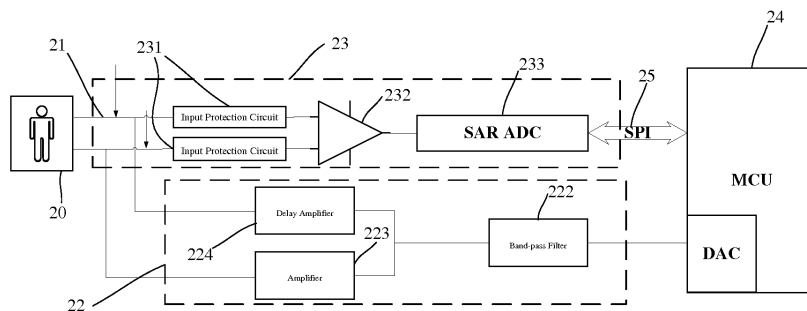 24
21
231
23
25
233
232
Input Protection Circuit
SAR ADC
SPI
Input Protection Circuit
MCU
20
222
Delay Amplifier
224
223
Band-pass Filter
DAC
Amplifier
22